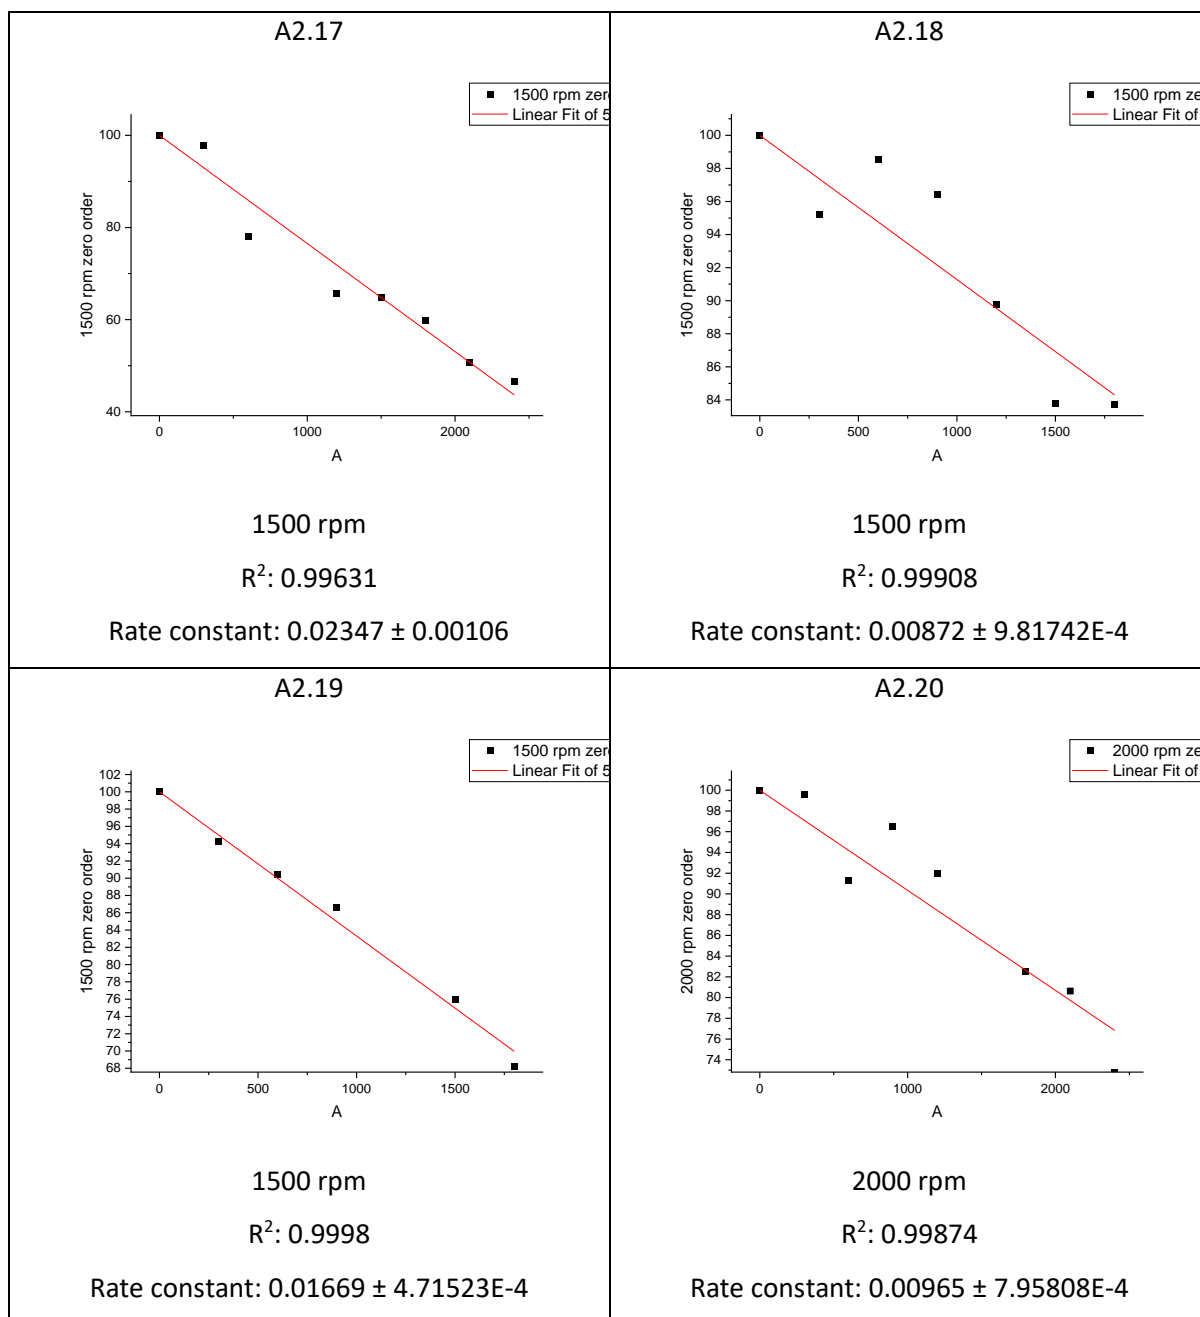 A2.17
1500 rpm zero
Linear Fit of 5
100
80
60
40
1500 rpm zero order
0 1000 2000
A
1500 rpm
R²: 0.99631
Rate constant: 0.02347 ± 0.00106
A2.18
1500 rpm ze
Linear Fit of
100
98
96
94
92
90
88
86
84
1500 rpm zero order
0 500 1000 1500
A
1500 rpm
R²: 0.99908
Rate constant: 0.00872 ± 9.81742E-4
A2.19
1500 rpm zer
Linear Fit of 5
102
100
98
96
94
92
90
88
86
84
82
80
78
76
74
72
70
68
1500 rpm zero order
0 500 1000 1500
A
1500 rpm
R²: 0.9998
Rate constant: 0.01669 ± 4.71523E-4
A2.20
2000 rpm ze
Linear Fit of
100
98
96
94
92
90
88
86
84
82
80
78
76
74
2000 rpm zero order
0 1000 2000
A
2000 rpm
R²: 0.99874
Rate constant: 0.00965 ± 7.95808E-4